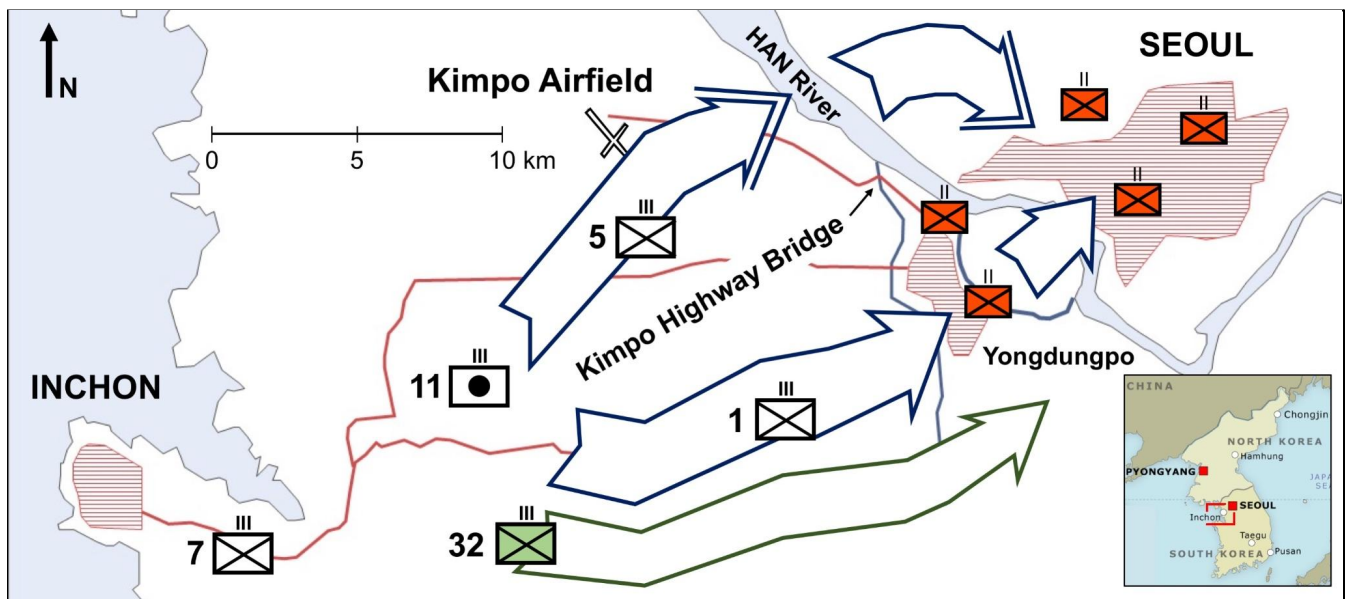 N
Kimpo Airfield
HAN River
SEOUL
0 5 10 km
II
II
II
II
II
III
5
Kimpo Highway Bridge
III
11
INCHON
III
1
Yongdungpo
III
7
III
32
CHINA
Chongjin
NORTH KOREA
Hamhung
PYONGYANG
JAPA
SEA
SEOUL
Inchon
Taegu
SOUTH KOREA
Pusan